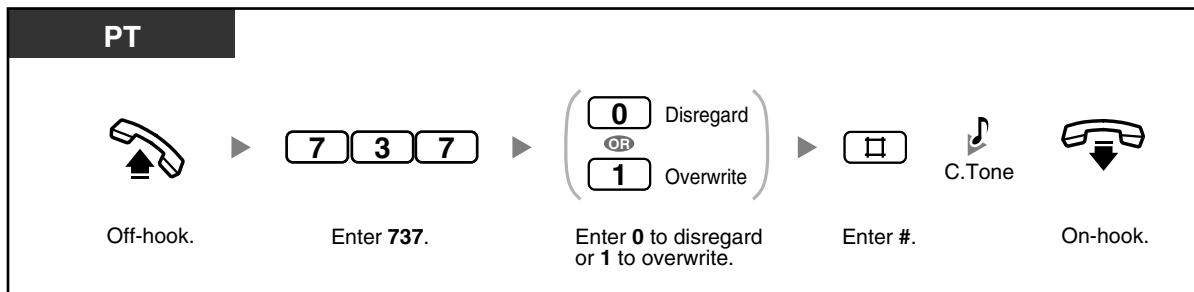 PT
7 3 7
0 Disregard
OR
1 Overwrite
#
C.Tone
Off-hook.
Enter 737.
Enter 0 to disregard
or 1 to overwrite.
Enter #.
On-hook.